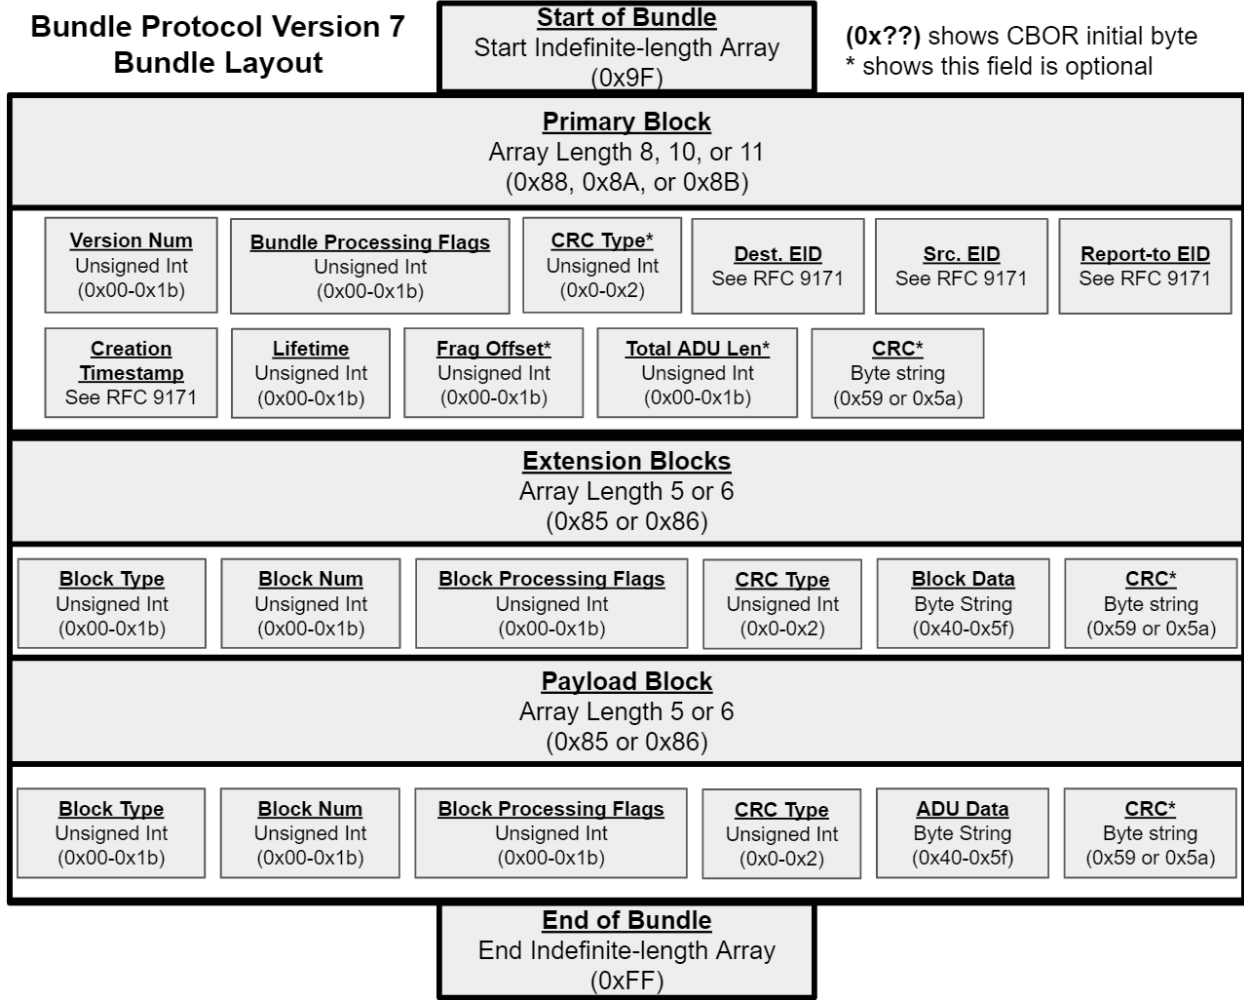 Bundle Protocol Version 7
Bundle Layout
Start of Bundle
Start Indefinite-length Array
(0x9F)
(0x??) shows CBOR initial byte
* shows this field is optional
Primary Block
Array Length 8, 10, or 11
(0x88, 0x8A, or 0x8B)
Version Num
Unsigned Int
(0x00-0x1b)
Bundle Processing Flags
Unsigned Int
(0x00-0x1b)
CRC Type*
Unsigned Int
(0x0-0x2)
Dest. EID
See RFC 9171
Src. EID
See RFC 9171
Report-to EID
See RFC 9171
Creation
Timestamp
See RFC 9171
Lifetime
Unsigned Int
(0x00-0x1b)
Frag Offset*
Unsigned Int
(0x00-0x1b)
Total ADU Len*
Unsigned Int
(0x00-0x1b)
CRC*
Byte string
(0x59 or 0x5a)
Extension Blocks
Array Length 5 or 6
(0x85 or 0x86)
Block Type
Unsigned Int
(0x00-0x1b)
Block Num
Unsigned Int
(0x00-0x1b)
Block Processing Flags
Unsigned Int
(0x00-0x1b)
CRC Type
Unsigned Int
(0x0-0x2)
Block Data
Byte String
(0x40-0x5f)
CRC*
Byte string
(0x59 or 0x5a)
Payload Block
Array Length 5 or 6
(0x85 or 0x86)
Block Type
Unsigned Int
(0x00-0x1b)
Block Num
Unsigned Int
(0x00-0x1b)
Block Processing Flags
Unsigned Int
(0x00-0x1b)
CRC Type
Unsigned Int
(0x0-0x2)
ADU Data
Byte String
(0x40-0x5f)
CRC*
Byte string
(0x59 or 0x5a)
End of Bundle
End Indefinite-length Array
(0xFF)